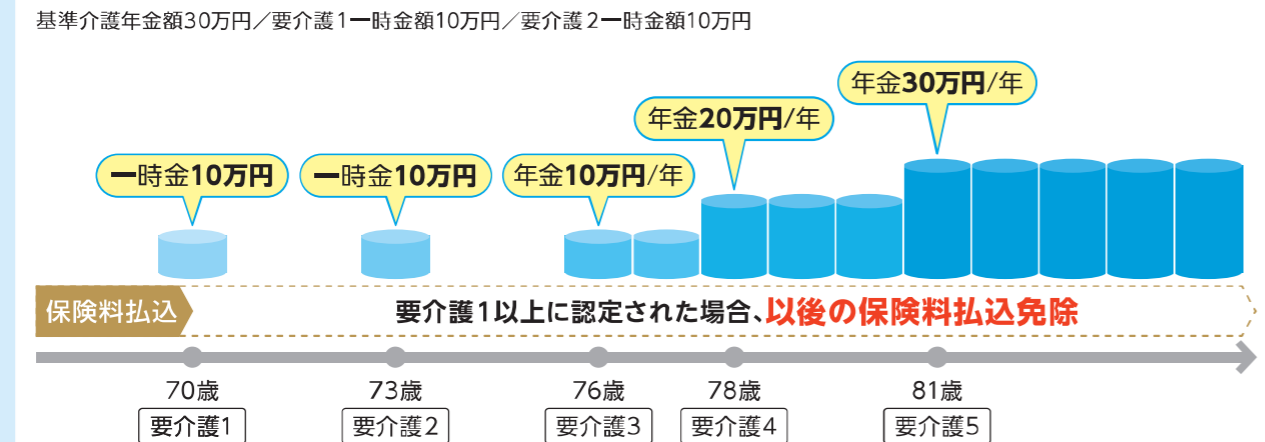 基準介護年金額30万円／要介護1一時金額10万円／要介護2一時金額10万円
年金30万円/年
年金20万円/年
一時金10万円
一時金10万円
年金10万円/年
保険料払込
要介護1以上に認定された場合、以後の保険料払込免除
70歳
73歳
76歳
78歳
81歳
要介護1
要介護2
要介護3
要介護4
要介護5